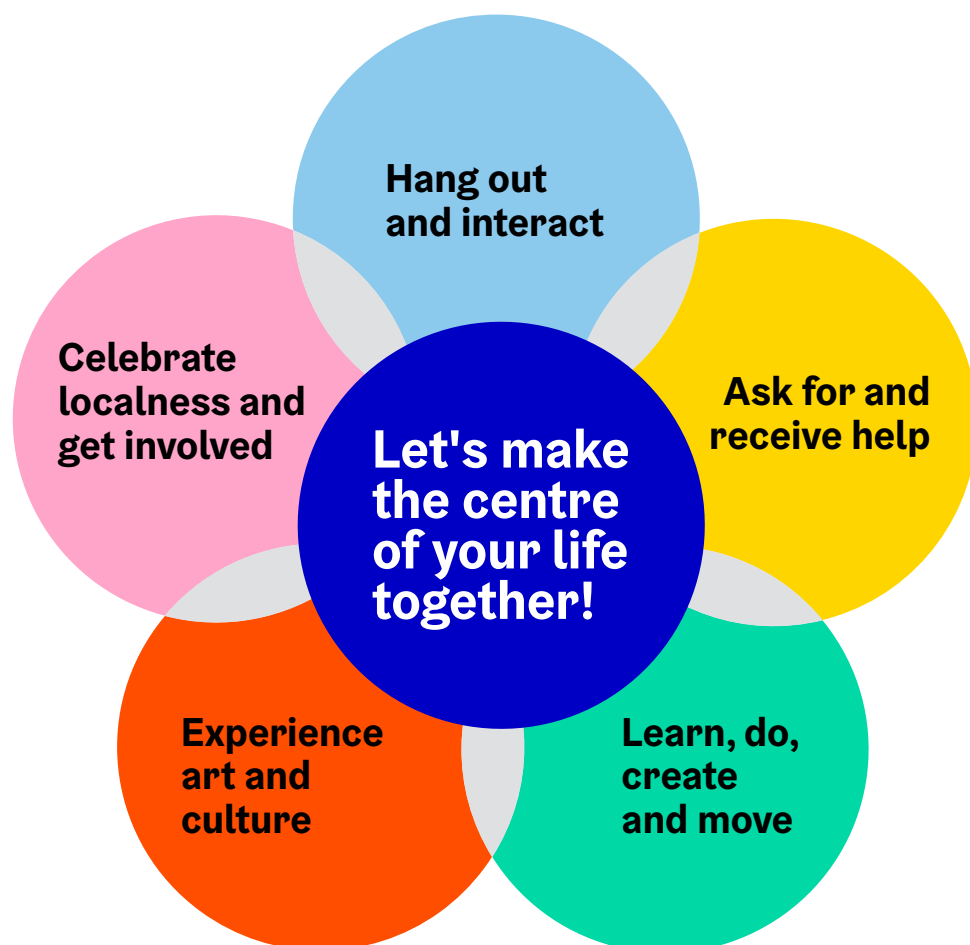 Hang out
and interact
Celebrate
localness and
get involved
Ask for and
receive help
Let's make
the centre
of your life
together!
Experience
art and
culture
Learn, do,
create
and move